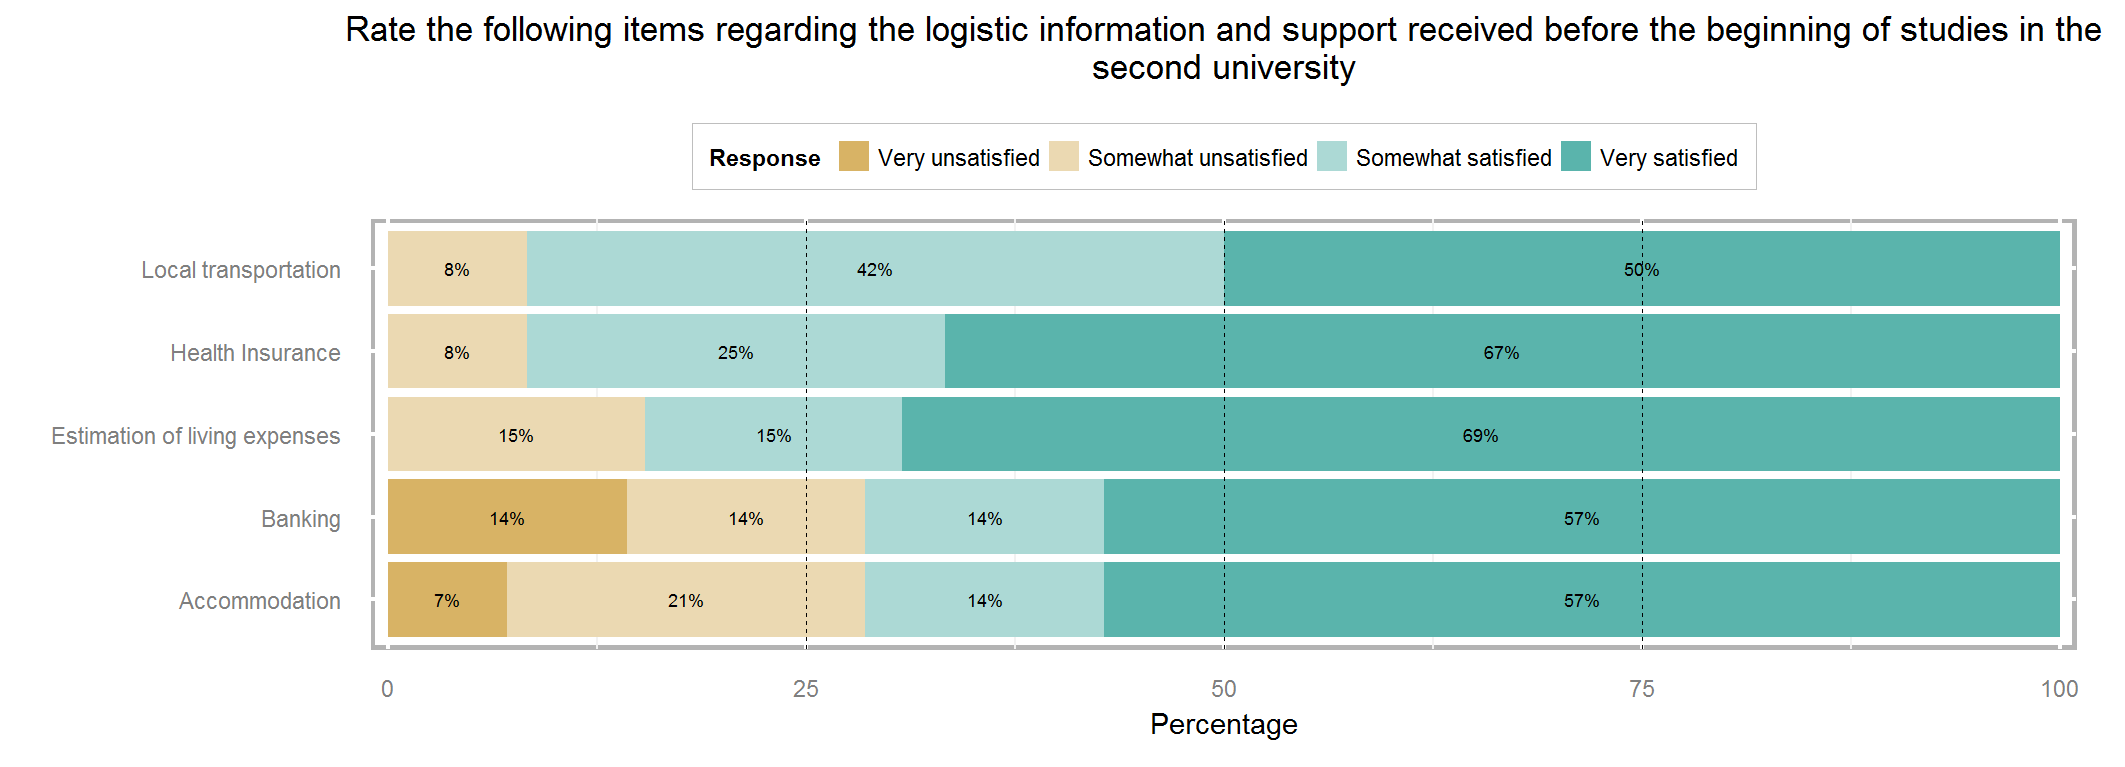 Rate the following items regarding the logistic information and support received before the beginning of studies in the
second university
Response Very unsatisfied Somewhat unsatisfied Somewhat satisfied Very satisfied
Local transportation 8% 42% 50%
Health Insurance 8% 25% 67%
Estimation of living expenses 15% 15% 69%
Banking 14% 14% 14% 57%
Accommodation 7% 21% 14% 57%
0 25 50 75 100
Percentage